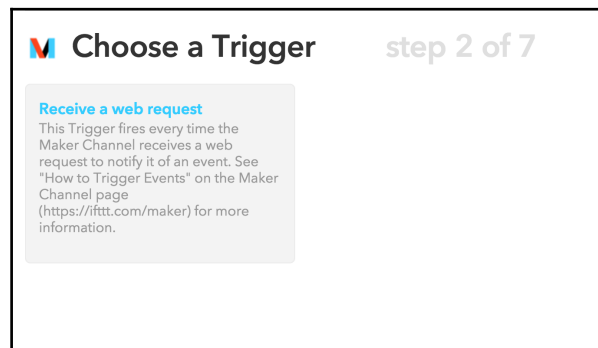 Choose a Trigger step 2 of 7
Receive a web request
This Trigger fires every time the
Maker Channel receives a web
request to notify it of an event. See
"How to Trigger Events" on the Maker
Channel page
(https://ifttt.com/maker) for more
information.